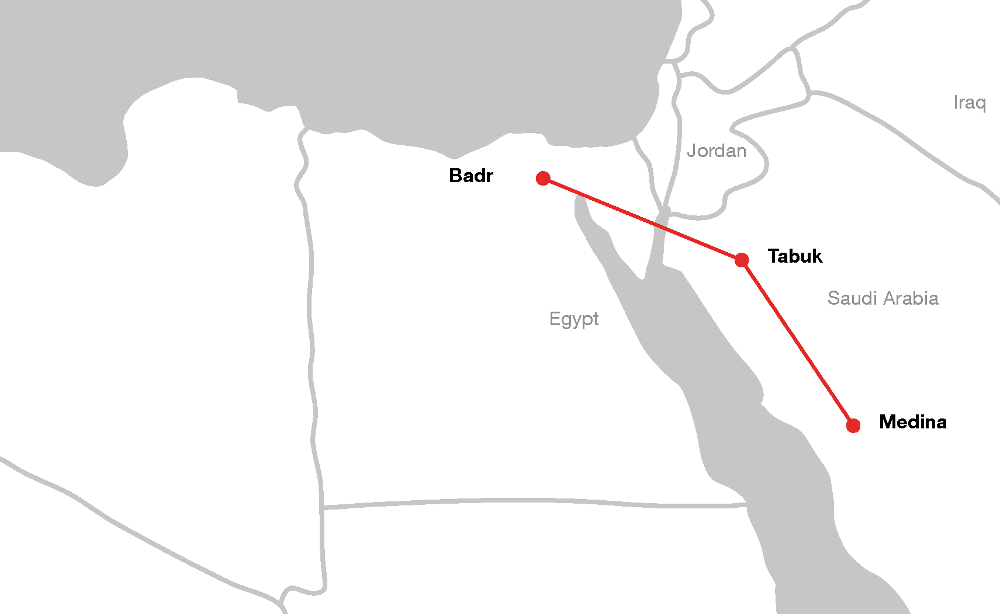 Iraq
Jordan
Badr
Tabuk
Saudi Arabia
Egypt
Medina